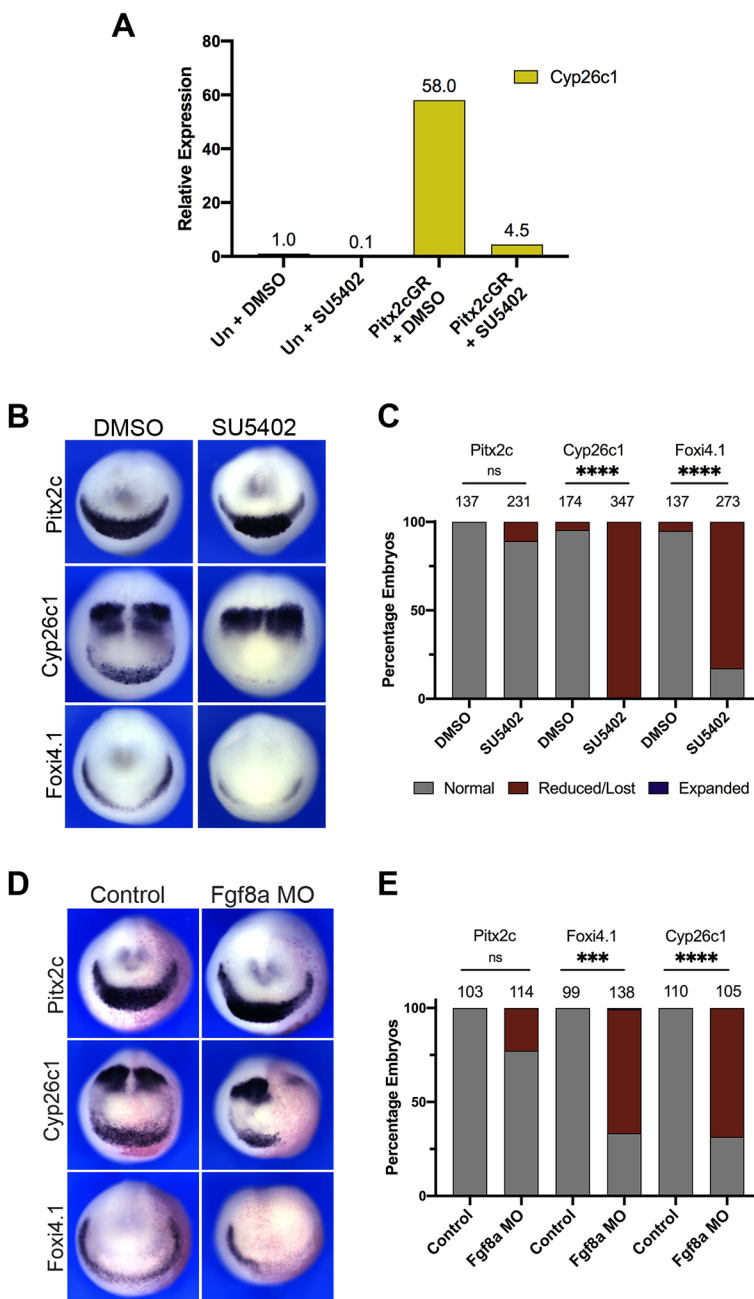 A
80
60
40
20
0
Relative Expression
Cyp26c1
1.0
0.1
58.0
4.5
Un + DMSO
Un + SU5402
Pitx2cGR
+ DMSO
Pitx2cGR
+ SU5402
B
DMSO
SU5402
Pitx2c
Cyp26c1
Foxi4.1
C
Pitx2c
Cyp26c1
Foxi4.1
ns
****
****
137
231
174
347
137
273
100
50
0
Percentage Embryos
DMSO
SU5402
DMSO
SU5402
DMSO
SU5402
Normal
Reduced/Lost
Expanded
D
Control
Fgf8a MO
Pitx2c
Cyp26c1
Foxi4.1
E
Pitx2c
Foxi4.1
Cyp26c1
ns
***
****
103
114
99
138
110
105
100
50
0
Percentage Embryos
Control
Fgf8a MO
Control
Fgf8a MO
Control
Fgf8a MO